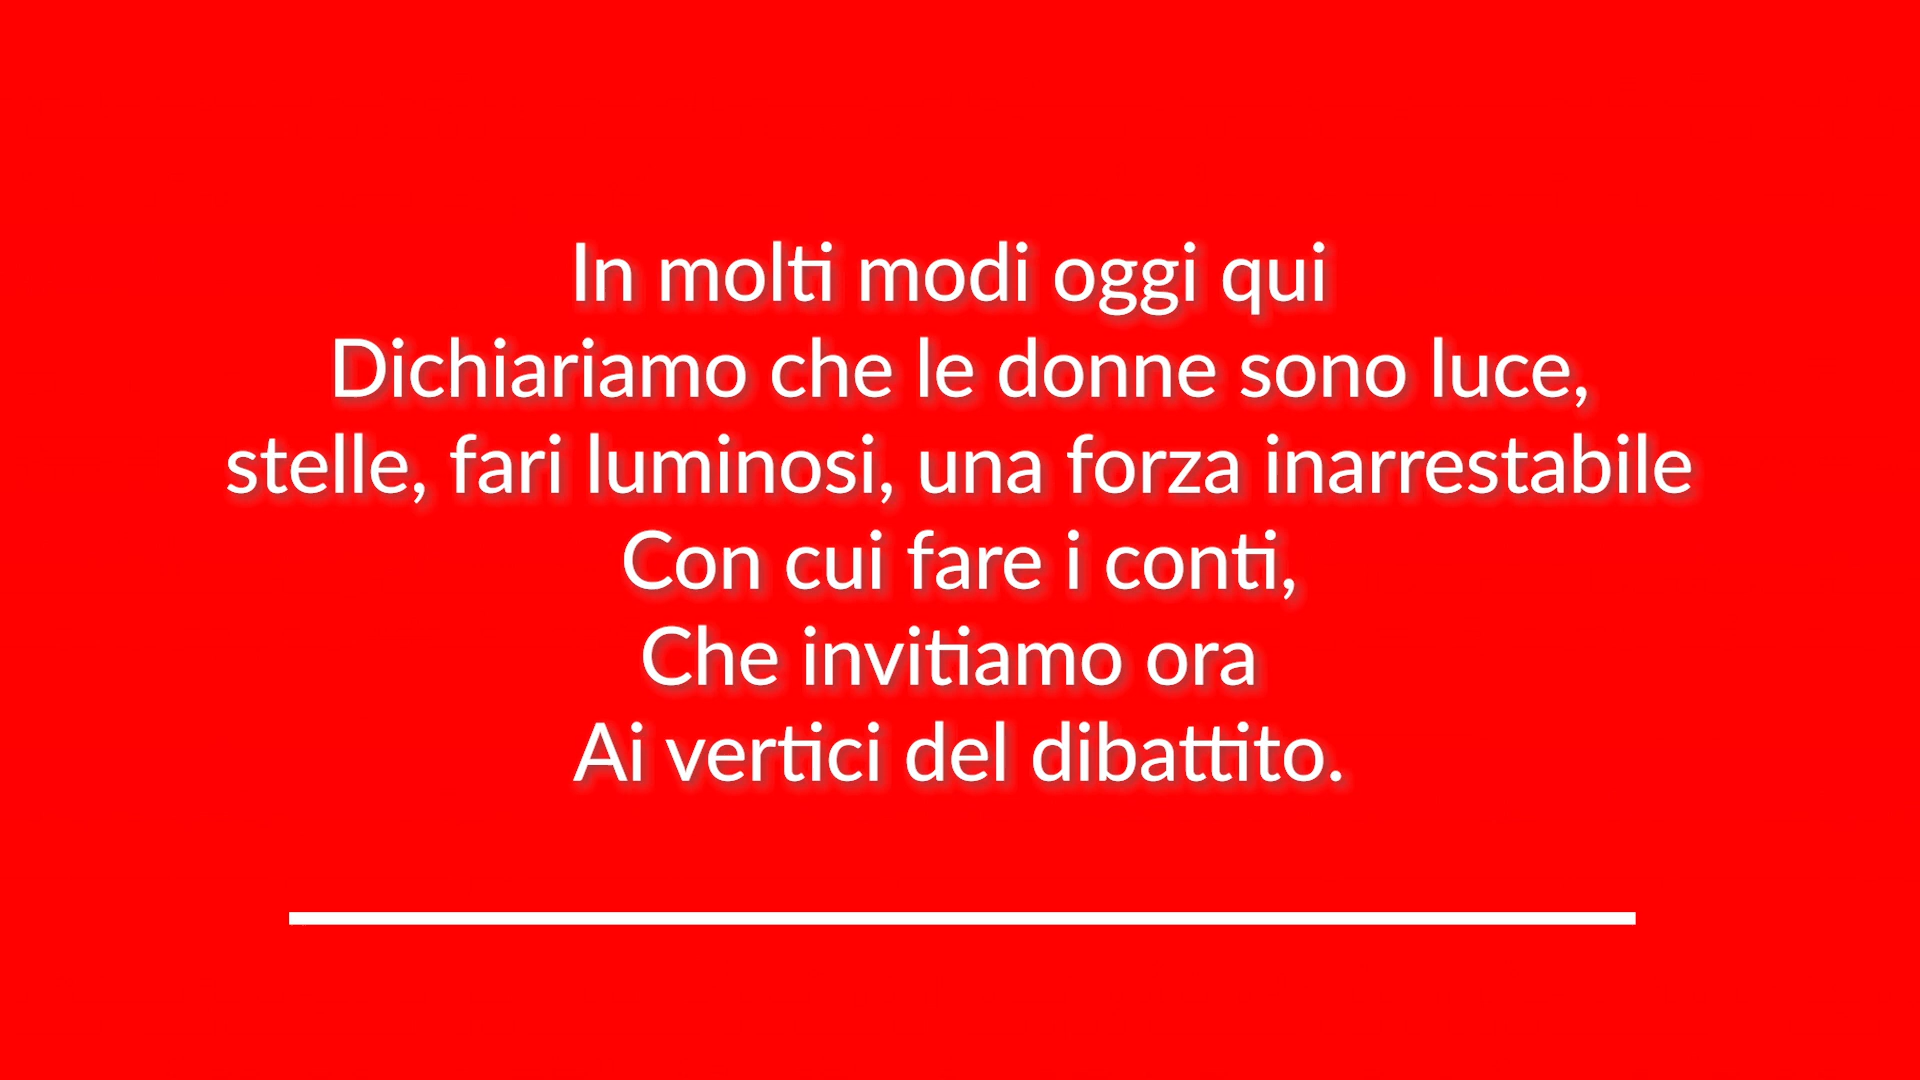 In molti modi oggi qui
Dichiariamo che le donne sono luce,
stelle, fari luminosi, una forza inarrestabile
Con cui fare i conti,
Che invitiamo ora
Ai vertici del dibattito.